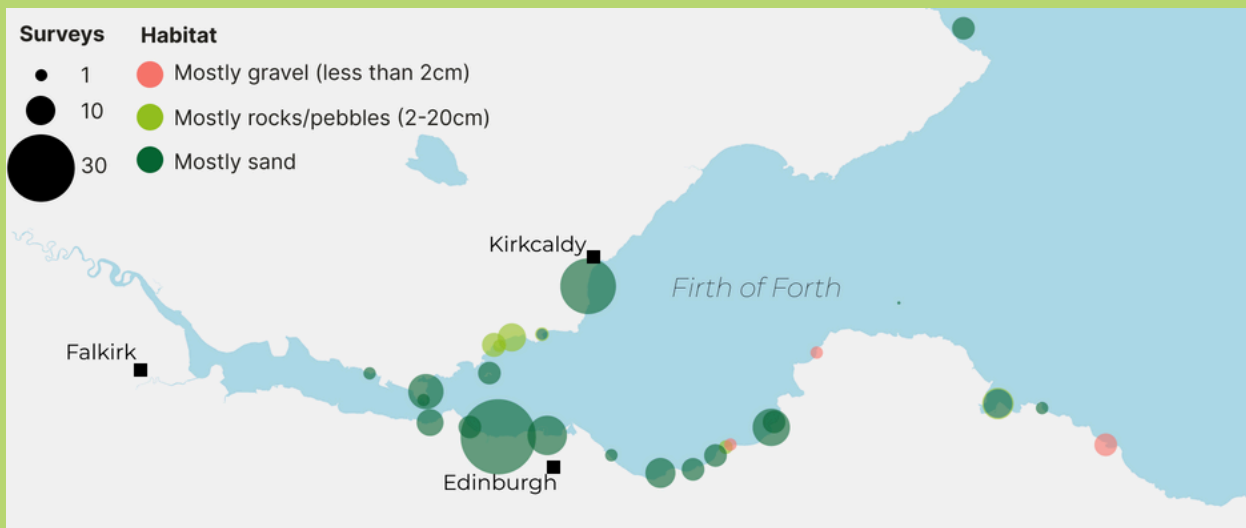 Surveys
1
10
30
Habitat
Mostly gravel (less than 2cm)
Mostly rocks/pebbles (2-20cm)
Mostly sand
Kirkcaldy
Firth of Forth
Falkirk
Edinburgh